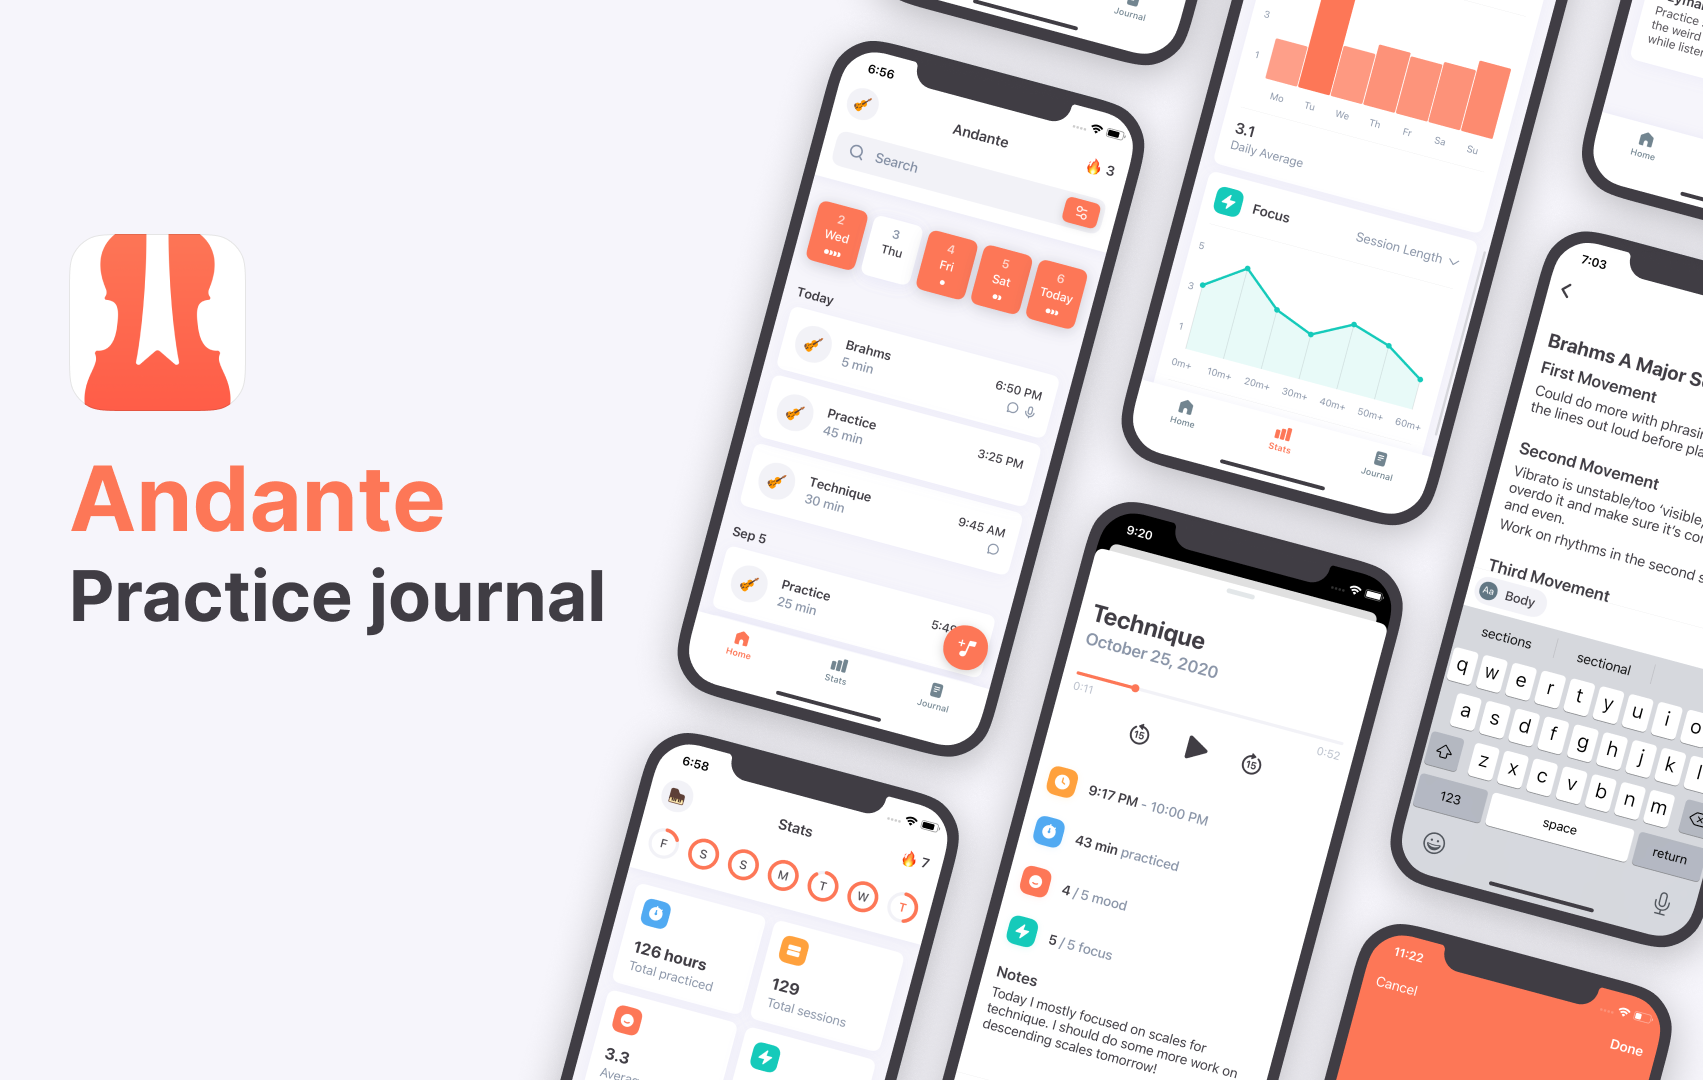 Andante
Practice journal
Journal
6:56
Andante
3
Search
2
Wed
3
Thu
4
Fri
5
Sat
6
Today
Today
Brahms
5 min
6:50 PM
Practice
45 min
3:25 PM
Technique
30 min
9:45 AM
Sep 5
Practice
25 min
Home
Stats
Journal
6:58
Stats
7
F
S
S
M
T
W
T
126 hours
Total practiced
129
Total sessions
3.3
3
1
Mo
Tu
We
Th
Fr
Sa
Su
3.1
Daily Average
Focus
Session Length
5
3
1
0m+
10m+
20m+
30m+
40m+
50m+
60m+
Home
Stats
Journal
9:20
Technique
October 25, 2020
0:11
0:52
15
15
9:17 PM - 10:00 PM
43 min practiced
4 / 5 mood
5 / 5 focus
Notes
Today I mostly focused on scales for
technique. I should do some more work on
descending scales tomorrow!
Practice
the weird
while listen
Home
7:03
Brahms A Major S
First Movement
Could do more with phrasin
the lines out loud before pla
Second Movement
Vibrato is unstable/too ‘visible,
overdo it and make sure it’s con
and even.
Work on rhythms in the second s
Third Movement
Aa Body
sections
sectional
q w e r t y u i o
a s d f g h j k l
z x c v b n m
123
space
return
11:22
Cancel
Done